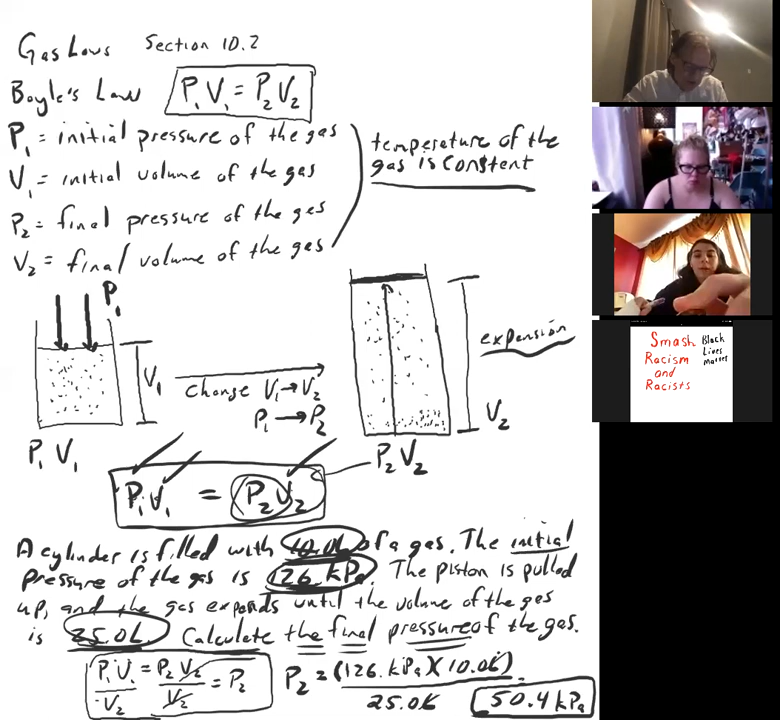 Gas Laws Section 10.2
Boyle's Law P₁V₁ = P₂V₂
P₁ = initial pressure of the gas
V₁ = initial volume of the gas
P₂ = final pressure of the gas
V₂ = final volume of the gas
temperature of the
gas is constant
P₁
V₁
change V₁→V₂
P₁ → P₂
expansion
V₂
P₁ V₁
P₂ V₂
P₁V₁ = P₂V₂
A cylinder is filled with 10.0L of a gas. The initial
pressure of the gas is 126 kPa. The piston is pulled
up, and the gas expands until the volume of the gas
is 25.0L. Calculate the final pressure of the gas.
P₁V₁/V₂ = P₂V₂/V₂ = P₂
P₂ = (126. kPa)(10.0L)/25.0L
50.4 kPa
Smash
Racism
and
Racists
Black
Lives
Matter